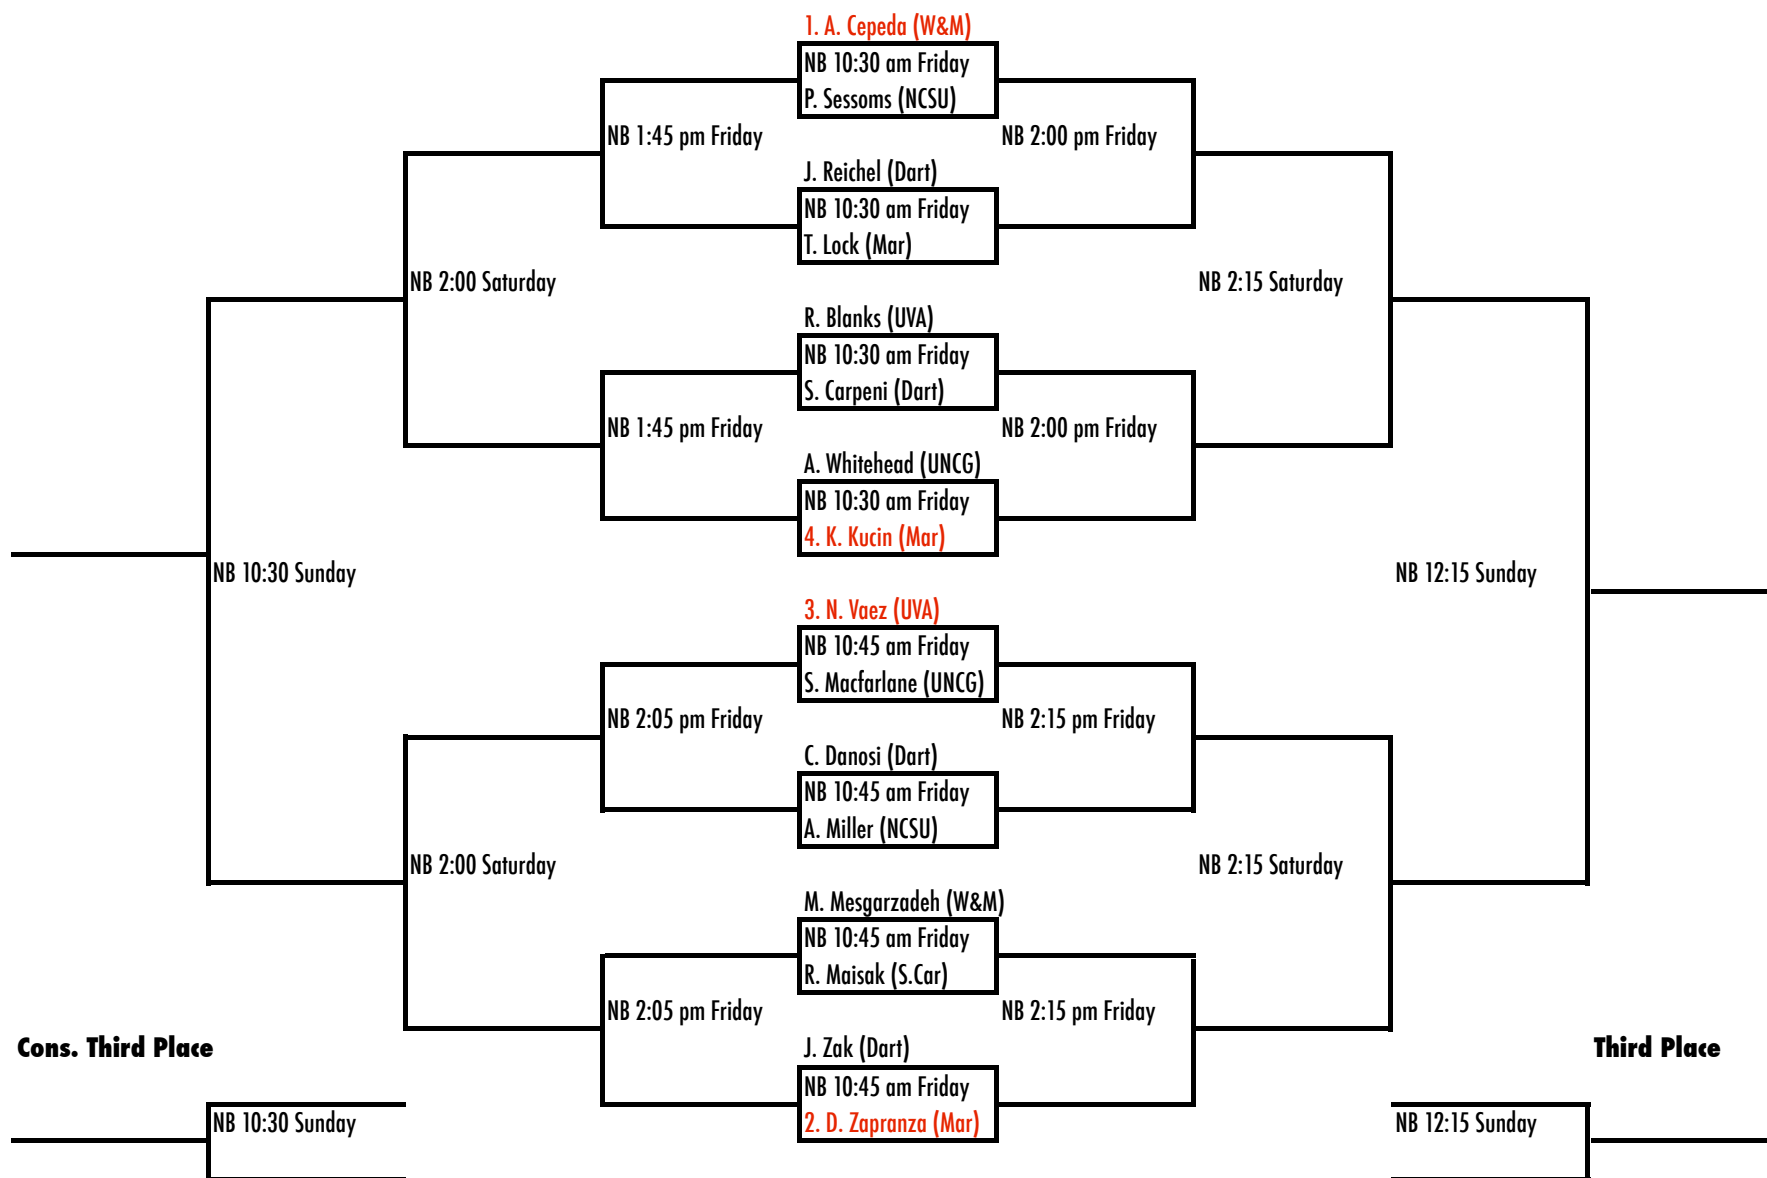 1. A. Cepeda (W&M)
NB 10:30 am Friday
P. Sessoms (NCSU)
NB 1:45 pm Friday
NB 2:00 pm Friday
J. Reichel (Dart)
NB 10:30 am Friday
T. Lock (Mar)
NB 2:00 Saturday
NB 2:15 Saturday
R. Blanks (UVA)
NB 10:30 am Friday
S. Carpeni (Dart)
NB 1:45 pm Friday
NB 2:00 pm Friday
A. Whitehead (UNCG)
NB 10:30 am Friday
4. K. Kucin (Mar)
NB 10:30 Sunday
NB 12:15 Sunday
3. N. Vaez (UVA)
NB 10:45 am Friday
S. Macfarlane (UNCG)
NB 2:05 pm Friday
NB 2:15 pm Friday
C. Danosi (Dart)
NB 10:45 am Friday
A. Miller (NCSU)
NB 2:00 Saturday
NB 2:15 Saturday
M. Mesgarzadeh (W&M)
NB 10:45 am Friday
R. Maisak (S.Car)
NB 2:05 pm Friday
NB 2:15 pm Friday
Cons. Third Place
J. Zak (Dart)
Third Place
NB 10:45 am Friday
NB 10:30 Sunday
2. D. Zapranza (Mar)
NB 12:15 Sunday